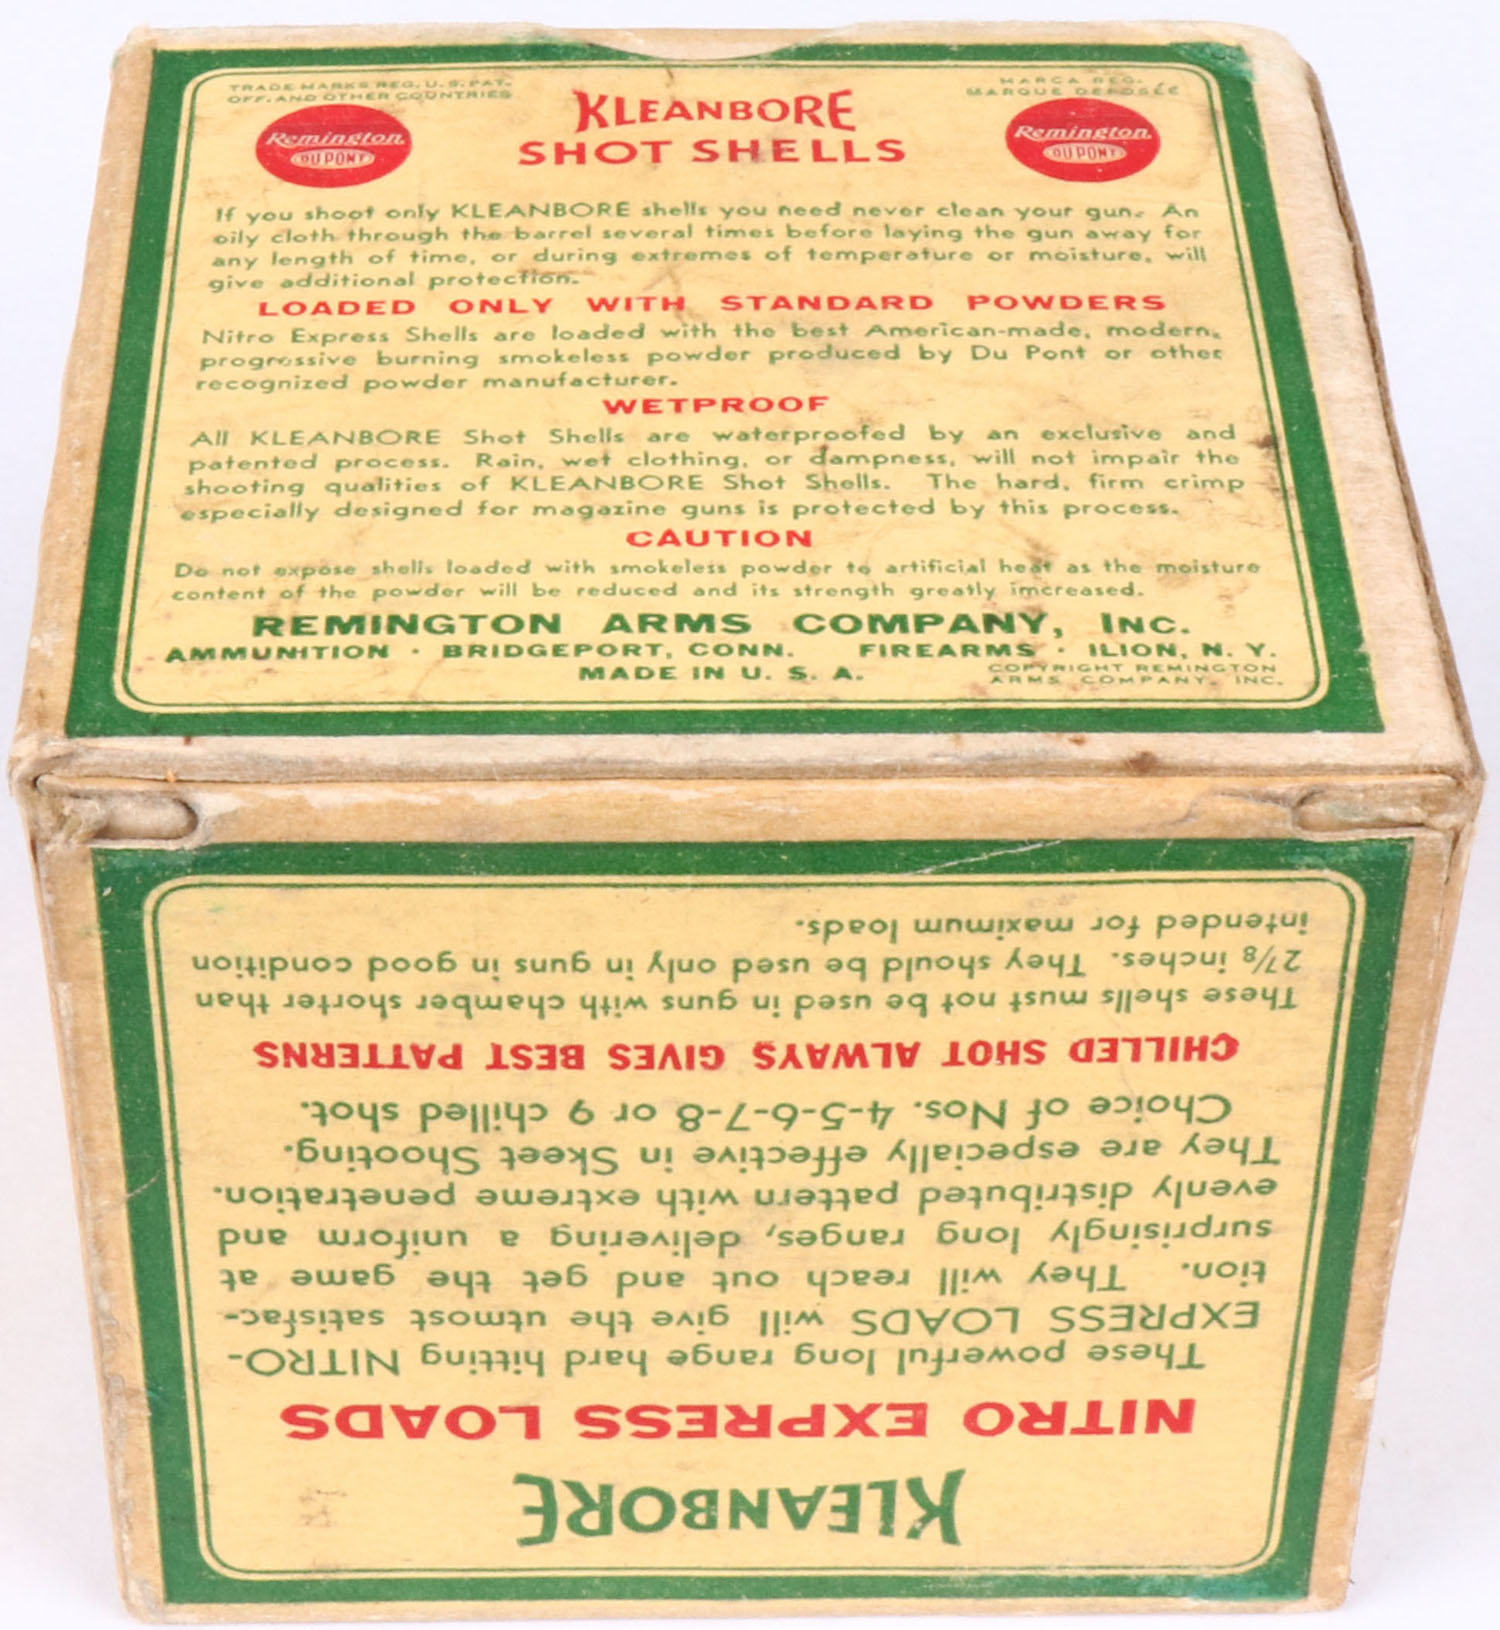 TRADE MARKS REG. U.S. PAT.
OFF. AND OTHER COUNTRIES
MARCA REG.
MARQUE DEPOSÉE
KLEANBORE
SHOT SHELLS
Remington
DU PONT
Remington
DU PONT
If you shoot only KLEANBORE shells you need never clean your gun. An
oily cloth through the barrel several times before laying the gun away for
any length of time, or during extremes of temperature or moisture, will
give additional protection.
LOADED ONLY WITH STANDARD POWDERS
Nitro Express Shells are loaded with the best American-made, modern,
progressive burning smokeless powder produced by Du Pont or other
recognized powder manufacturer.
WETPROOF
All KLEANBORE Shot Shells are waterproofed by an exclusive and
patented process. Rain, wet clothing, or dampness, will not impair the
shooting qualities of KLEANBORE Shot Shells. The hard, firm crimp
especially designed for magazine guns is protected by this process.
CAUTION
Do not expose shells loaded with smokeless powder to artificial heat as the moisture
content of the powder will be reduced and its strength greatly imcreased.
REMINGTON ARMS COMPANY, INC.
AMMUNITION · BRIDGEPORT, CONN. FIREARMS · ILION, N. Y.
MADE IN U. S. A.
COPYRIGHT REMINGTON
ARMS COMPANY, INC.
KLEANBORE
NITRO EXPRESS LOADS
These powerful long range hard hitting NITRO-
EXPRESS LOADS will give the utmost satisfac-
tion. They will reach out and get the game at
surprisingly long ranges, delivering a uniform and
evenly distributed pattern with extreme penetration.
They are especially effective in Skeet Shooting.
Choice of Nos. 4-5-6-7-8 or 9 chilled shot.
CHILLED SHOT ALWAYS GIVES BEST PATTERNS
These shells must not be used in guns with chamber shorter than
2 7/8 inches. They should be used only in guns in good condition
intended for maximum loads.